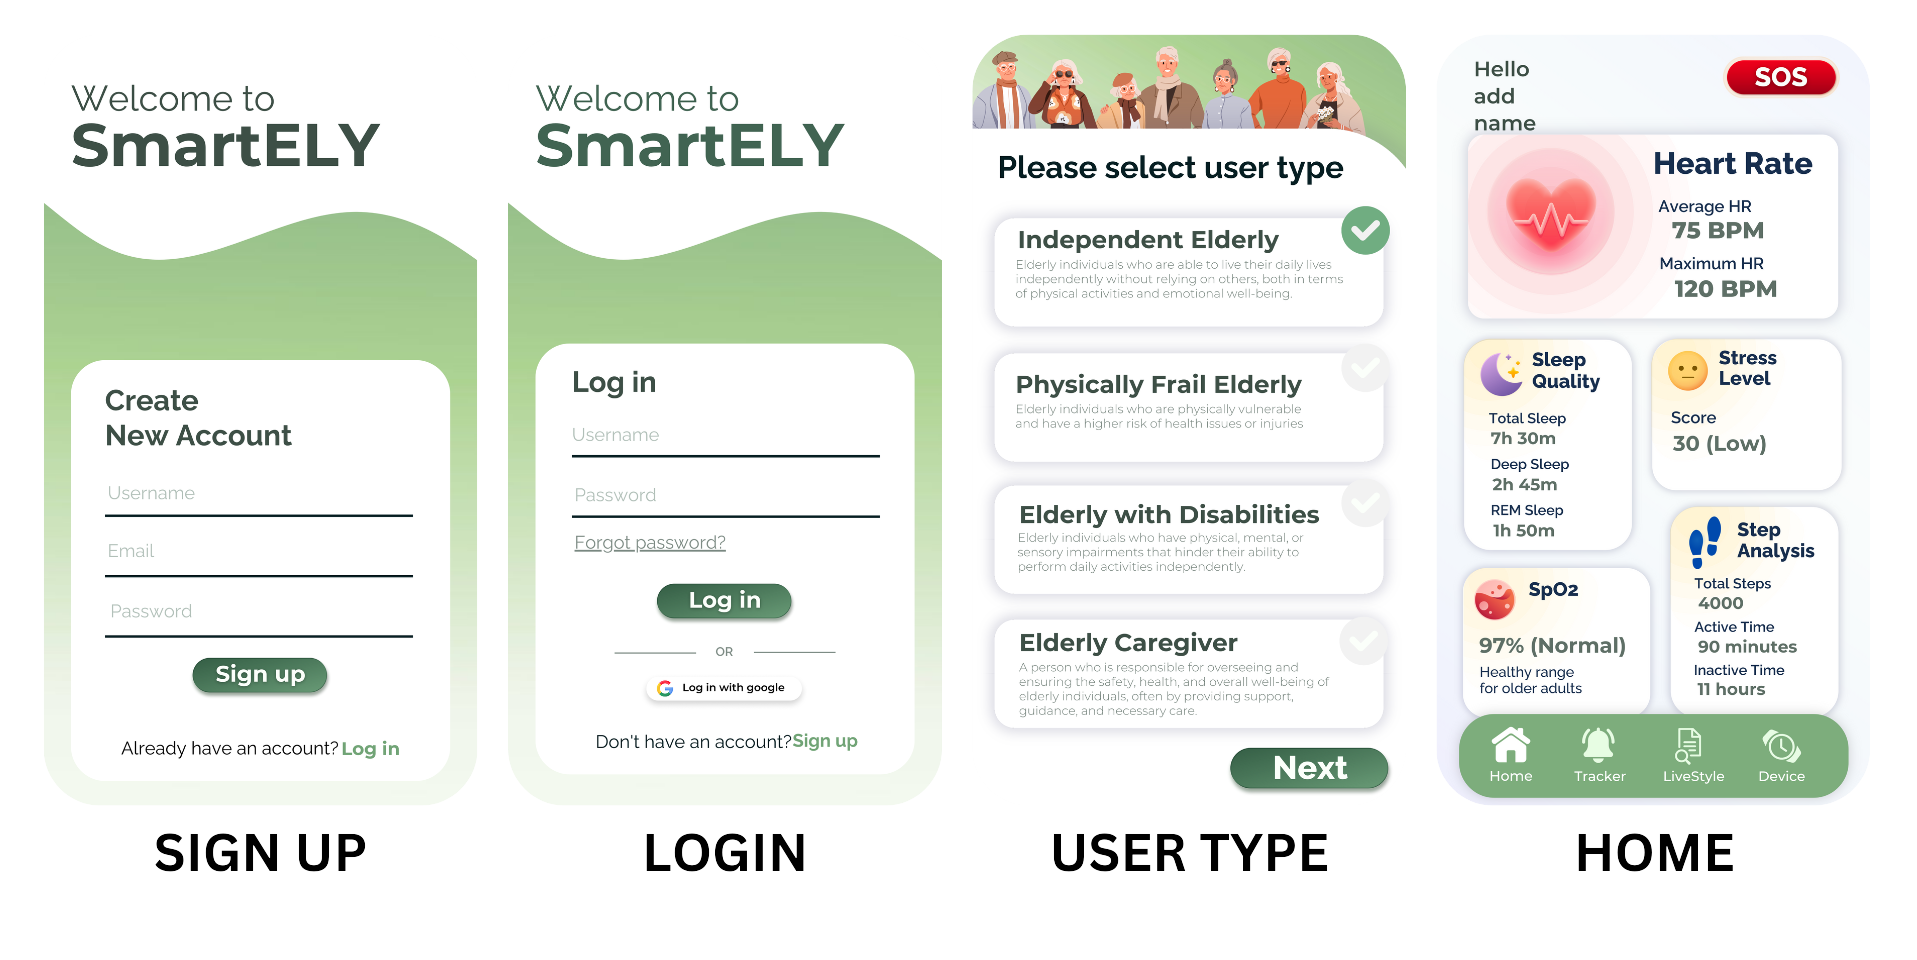 Welcome to
SmartELY
Create
New Account
Username
Email
Password
Sign up
Already have an account? Log in
SIGN UP
Welcome to
SmartELY
Log in
Username
Password
Forgot password?
Log in
OR
Log in with google
Don't have an account? Sign up
LOGIN
Please select user type
Independent Elderly
Elderly individuals who are able to live their daily lives
independently without relying on others, both in terms
of physical activities and emotional well-being.
Physically Frail Elderly
Elderly individuals who are physically vulnerable
and have a higher risk of health issues or injuries
Elderly with Disabilities
Elderly individuals who have physical, mental, or
sensory impairments that hinder their ability to
perform daily activities independently.
Elderly Caregiver
A person who is responsible for overseeing and
ensuring the safety, health, and overall well-being of
elderly individuals, often by providing support,
guidance, and necessary care.
Next
USER TYPE
Hello
add
name
SOS
Heart Rate
Average HR
75 BPM
Maximum HR
120 BPM
Sleep
Quality
Total Sleep
7h 30m
Deep Sleep
2h 45m
REM Sleep
1h 50m
Stress
Level
Score
30 (Low)
SpO2
97% (Normal)
Healthy range
for older adults
Step
Analysis
Total Steps
4000
Active Time
90 minutes
Inactive Time
11 hours
Home
Tracker
LiveStyle
Device
HOME